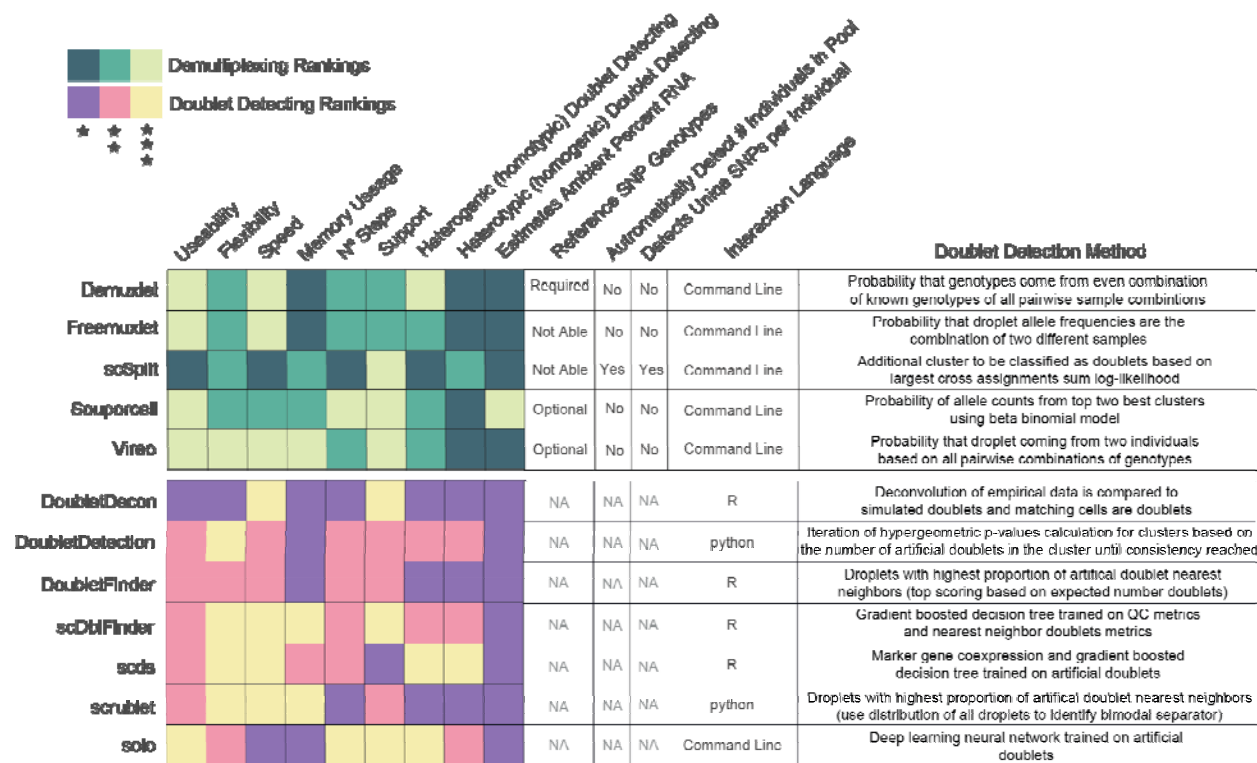 Demultiplexing Rankings
Doublet Detecting Rankings
Useability
Flexibility
Speed
Memory Useage
N° Steps
Support
Heterogenic (homotypic) Doublet Detecting
Heterotypic (homogenic) Doublet Detecting
Estimates Ambient Percent RNA
Reference SNP Genotypes
Automatically Detect # Individuals in Pool
Detects Uniqe SNPs per Individual
Interaction Language
Doublet Detection Method
Demuxlet Required No No Command Line Probability that genotypes come from even combination
of known genotypes of all pairwise sample combintions
Freemuxlet Not Able No No Command Line Probability that droplet allele frequencies are the
combination of two different samples
scSplit Not Able Yes Yes Command Line Additional cluster to be classified as doublets based on
largest cross assignments sum log-likelihood
Souporcell Optional No No Command Line Probability of allele counts from top two best clusters
using beta binomial model
Vireo Optional No No Command Line Probability that droplet coming from two individuals
based on all pairwise combinations of genotypes
DoubletDecon NA NA NA R Deconvolution of empirical data is compared to
simulated doublets and matching cells are doublets
DoubletDetection NA NA NA python Iteration of hypergeometric p-values calculation for clusters based on
the number of artificial doublets in the cluster until consistency reached
DoubletFinder NA NA NA R Droplets with highest proportion of artifical doublet nearest
neighbors (top scoring based on expected number doublets)
scDblFinder NA NA NA R Gradient boosted decision tree trained on QC metrics
and nearest neighbor doublets metrics
scds NA NA NA R Marker gene coexpression and gradient boosted
decision tree trained on artificial doublets
scrublet NA NA NA python Droplets with highest proportion of artifical doublet nearest neighbors
(use distribution of all droplets to identify bimodal separator)
solo NA NA NA Command Line Deep learning neural network trained on artificial
doublets